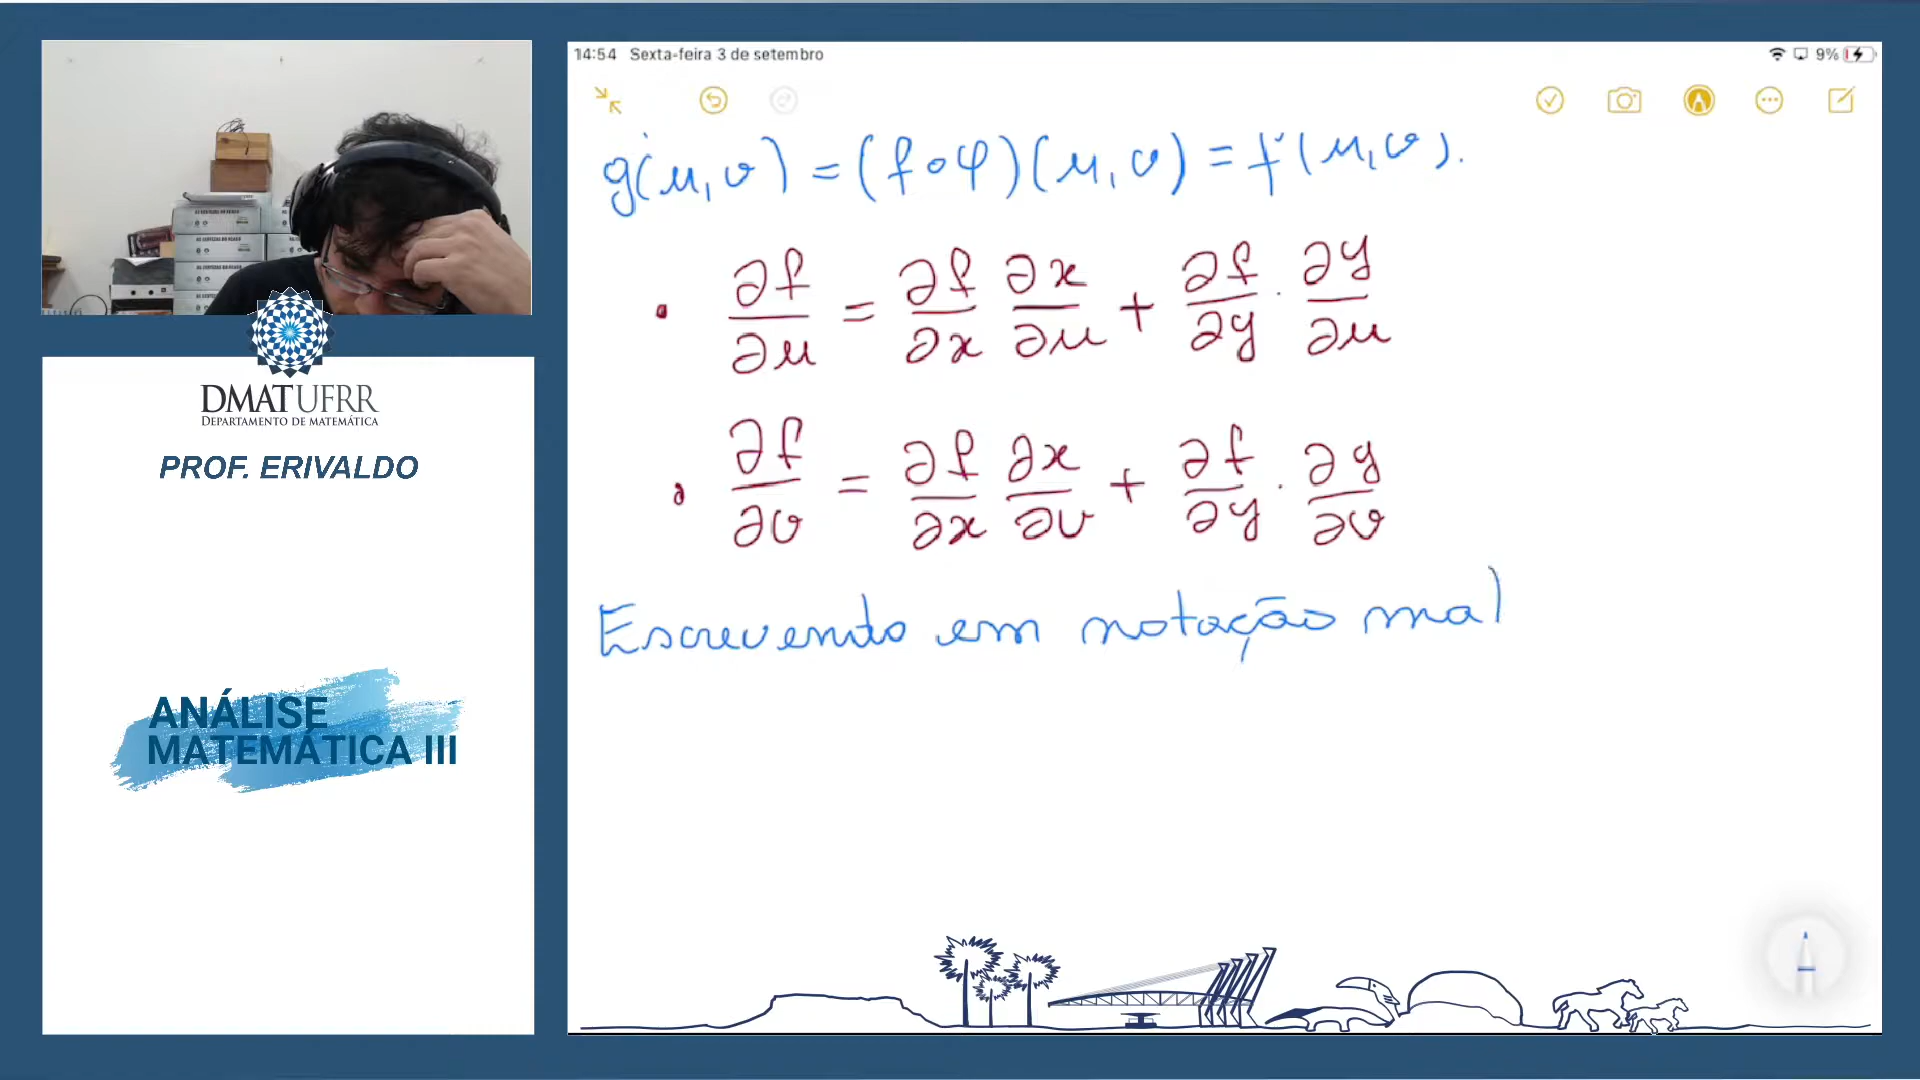 14:54 Sexta-feira 3 de setembro
9%
g(u,v) = (f∘φ)(u,v) = f(u,v).
• ∂f/∂u = ∂f/∂x ∂x/∂u + ∂f/∂y · ∂y/∂u
• ∂f/∂v = ∂f/∂x ∂x/∂v + ∂f/∂y · ∂y/∂v
Escrevendo em notação mat
DMATUFRR
DEPARTAMENTO DE MATEMÁTICA
PROF. ERIVALDO
ANÁLISE
MATEMÁTICA III